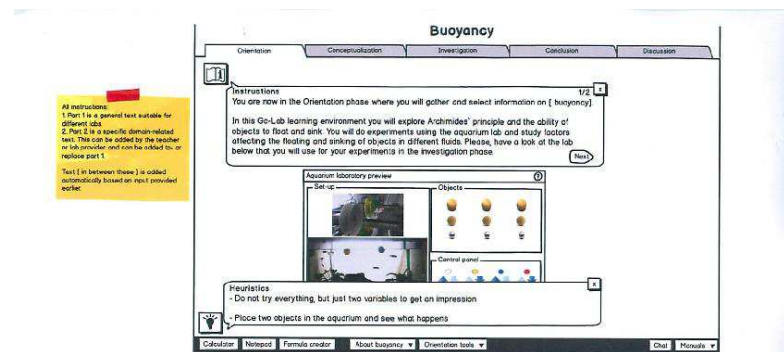 Buoyancy
Orientation Conceptualization Investigation Conclusion Discussion
Instructions 1/2 x
You are now in the Orientation phase where you will gather and select information on [ buoyancy].
In this Go-Lab learning environment you will explore Archimides' principle and the ability of
objects to float and sink. You will do experiments using the aquarium lab and study factors
affecting the floating and sinking of objects in different fluids. Please, have a look at the lab
below that you will use for your experiments in the investigation phase.
Next
All instructions:
1. Part 1 is a general text suitable for
different labs.
2. Part 2 is a specific domain-related
text. This can be added by the teacher
or lab provider and can be added to- or
replace part 1.
Text [ in between these ] is added
automatically based on input provided
earlier.
Aquarium laboratory preview ?
Set-up Objects
Control panel
Heuristics x
- Do not try everything, but just two variables to get an impression
- Place two objects in the aquarium and see what happens
Calculator Notepad Formula creator About buoyancy Orientation tools Chat Manuals